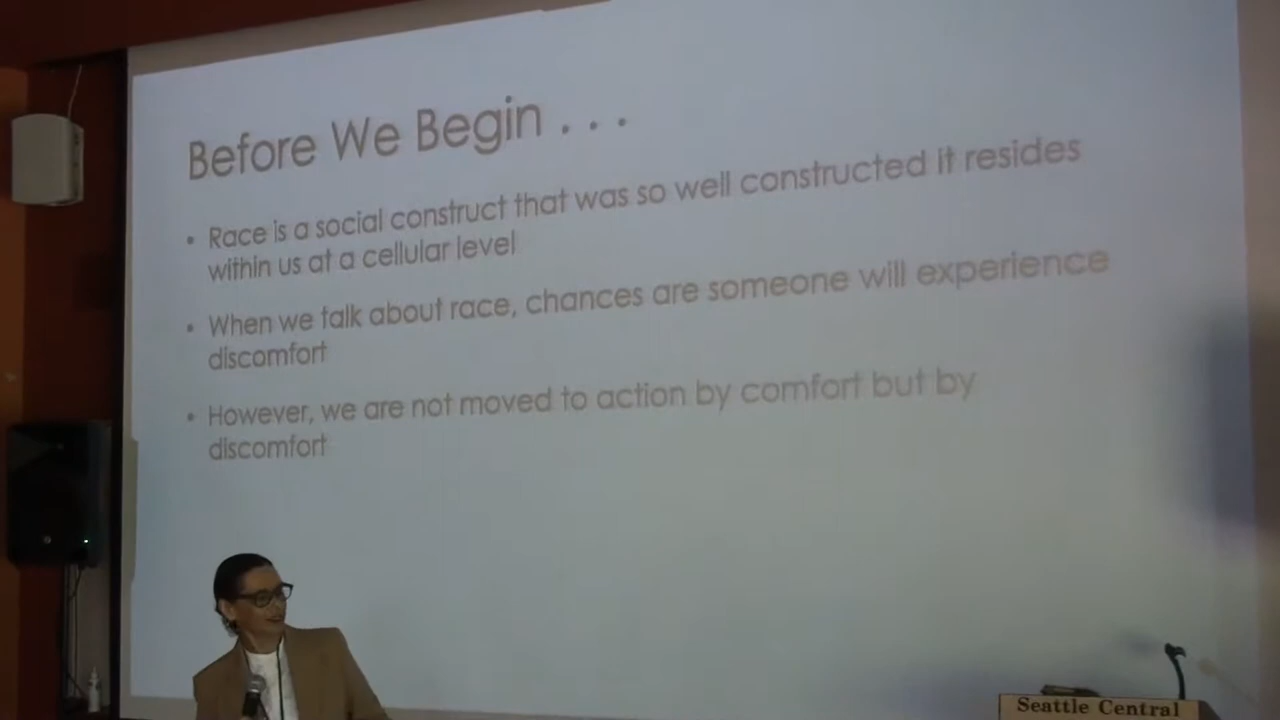 Before We Begin . . .
• Race is a social construct that was so well constructed it resides
within us at a cellular level
• When we talk about race, chances are someone will experience
discomfort
• However, we are not moved to action by comfort but by
discomfort
Seattle Central